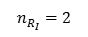 n_{R_I} = 2